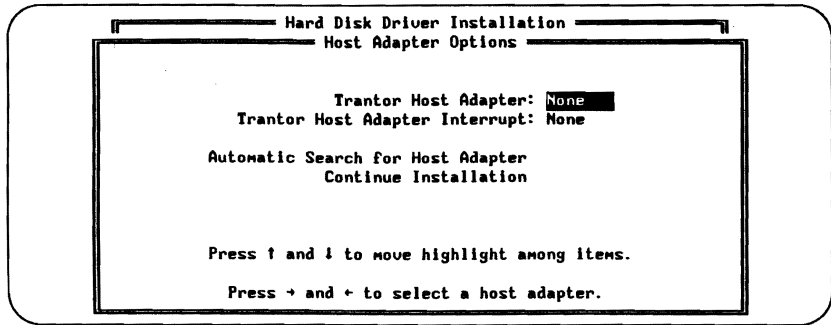 Hard Disk Driver Installation
Host Adapter Options
Trantor Host Adapter: None
Trantor Host Adapter Interrupt: None
Automatic Search for Host Adapter
Continue Installation
Press ↑ and ↓ to move highlight among items.
Press → and ← to select a host adapter.